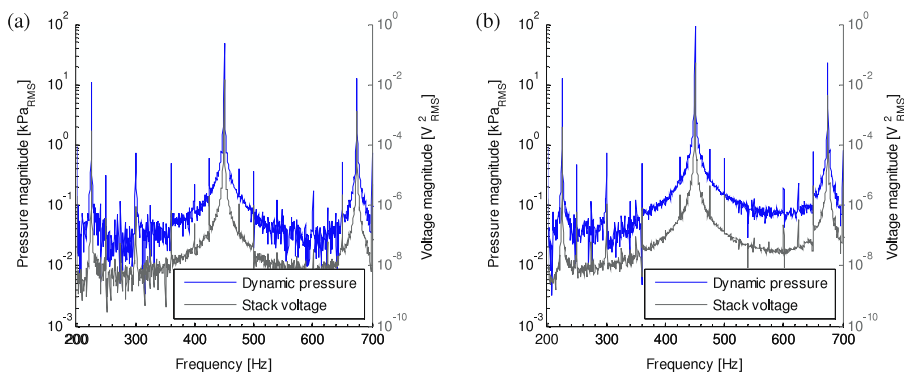 (a)
10^2
10^1
10^0
10^-1
10^-2
10^-3
Pressure magnitude [kPa_RMS]
10^0
10^-2
10^-4
10^-6
10^-8
10^-10
Voltage magnitude [V^2_RMS]
Dynamic pressure
Stack voltage
200 300 400 500 600 700
Frequency [Hz]
(b)
10^2
10^1
10^0
10^-1
10^-2
10^-3
Pressure magnitude [kPa_RMS]
10^0
10^-2
10^-4
10^-6
10^-8
10^-10
Voltage magnitude [V^2_RMS]
Dynamic pressure
Stack voltage
200 300 400 500 600 700
Frequency [Hz]